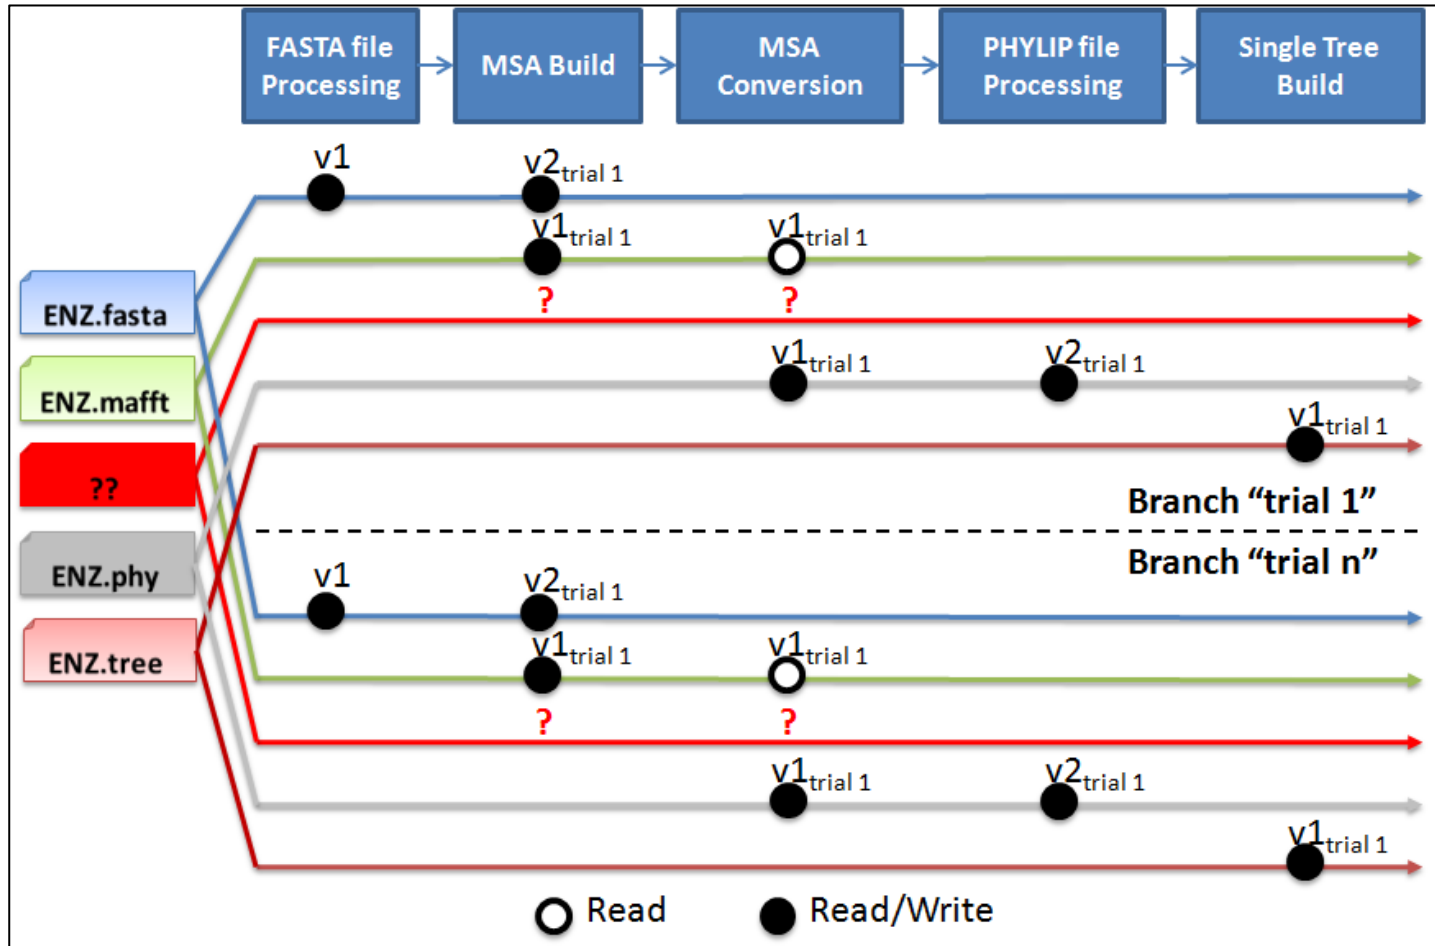 FASTA file
Processing
MSA Build
MSA
Conversion
PHYLIP file
Processing
Single Tree
Build
v1
v2trial 1
v1trial 1
v1trial 1
ENZ.fasta
?
?
v1trial 1
v2trial 1
ENZ.mafft
v1trial 1
??
Branch “trial 1”
Branch “trial n”
ENZ.phy
v1
v2trial 1
v1trial 1
v1trial 1
ENZ.tree
?
?
v1trial 1
v2trial 1
v1trial 1
Read
Read/Write